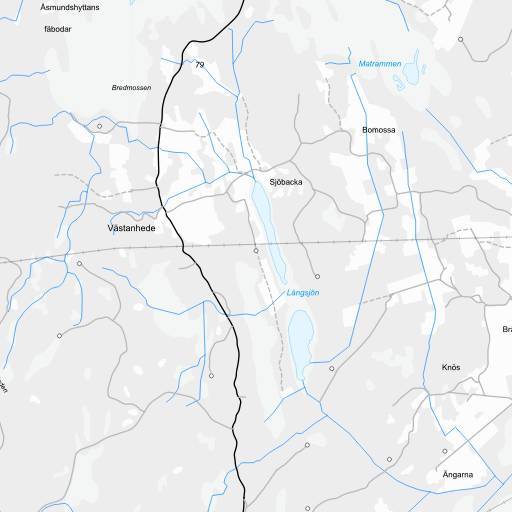 Åsmundshyttans
fäbodar
79
Matrammen
Bredmossen
Bomossa
Sjöbacka
Västanhede
Långsjön
Knös
Ängarna